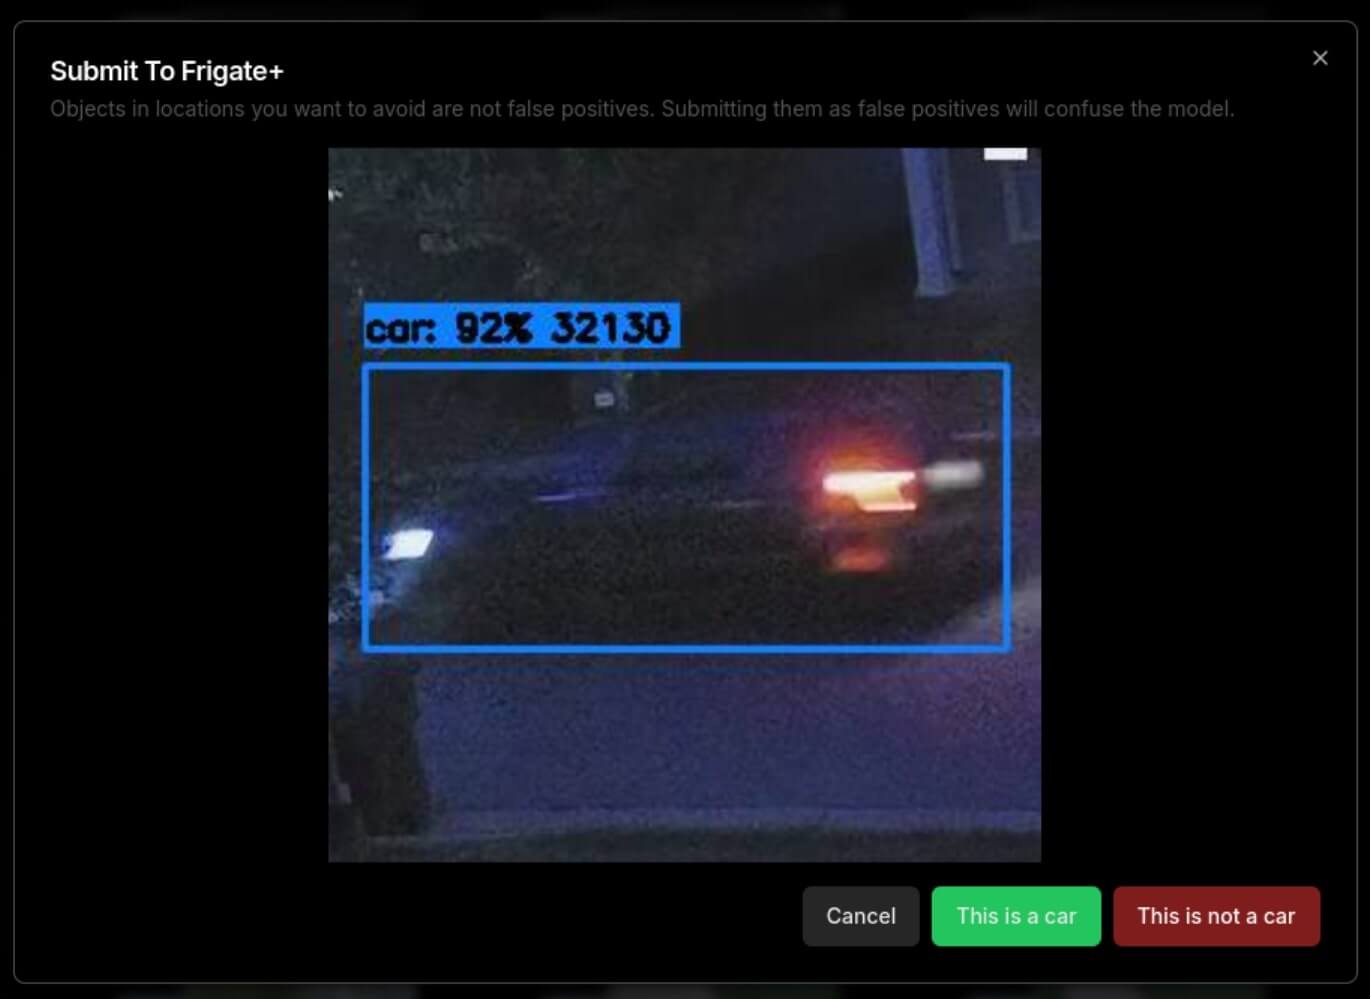 Submit To Frigate+
Objects in locations you want to avoid are not false positives. Submitting them as false positives will confuse the model.
car: 92% 32130
Cancel
This is a car
This is not a car